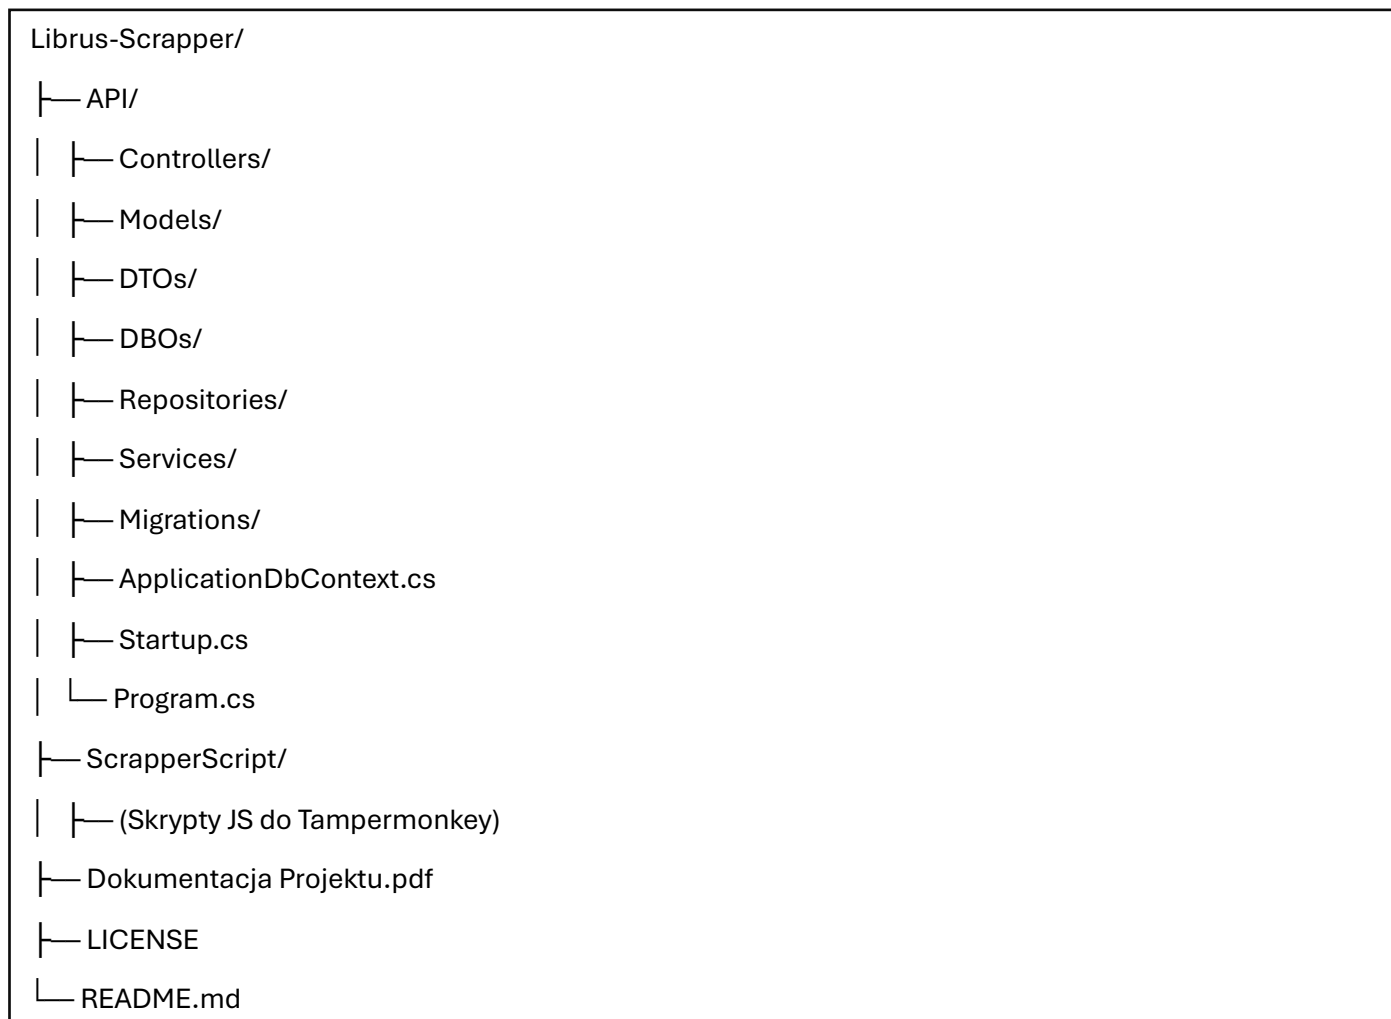 Librus-Scrapper/
├── API/
│ ├── Controllers/
│ ├── Models/
│ ├── DTOs/
│ ├── DBOs/
│ ├── Repositories/
│ ├── Services/
│ ├── Migrations/
│ ├── ApplicationDbContext.cs
│ ├── Startup.cs
│ └── Program.cs
├── ScrapperScript/
│ ├── (Skrypty JS do Tampermonkey)
├── Dokumentacja Projektu.pdf
├── LICENSE
└── README.md